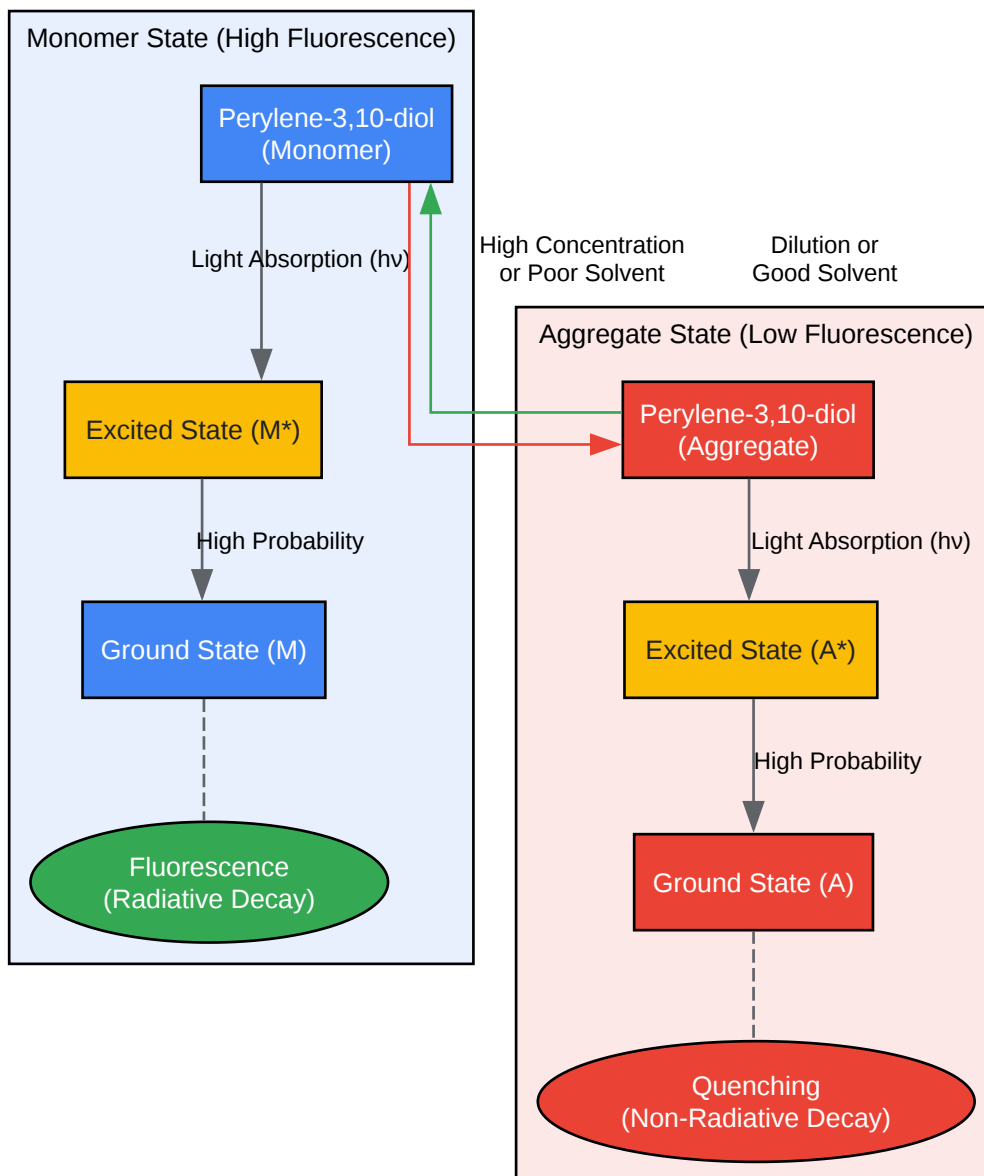 Monomer State (High Fluorescence)
Perylene-3,10-diol
(Monomer)
Light Absorption (hν)
High Concentration
or Poor Solvent
Dilution or
Good Solvent
Aggregate State (Low Fluorescence)
Excited State (M*)
Perylene-3,10-diol
(Aggregate)
High Probability
Light Absorption (hν)
Ground State (M)
Excited State (A*)
High Probability
Fluorescence
(Radiative Decay)
Ground State (A)
Quenching
(Non-Radiative Decay)